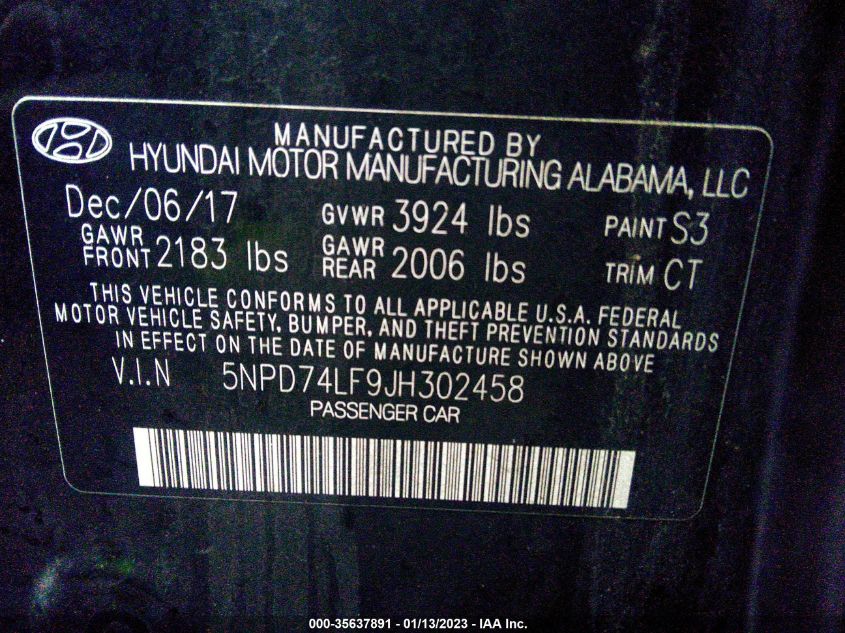 MANUFACTURED BY
HYUNDAI MOTOR MANUFACTURING ALABAMA, LLC
Dec/06/17 GVWR 3924 lbs PAINT S3
GAWR FRONT 2183 lbs GAWR REAR 2006 lbs TRIM CT
THIS VEHICLE CONFORMS TO ALL APPLICABLE U.S.A. FEDERAL
MOTOR VEHICLE SAFETY, BUMPER, AND THEFT PREVENTION STANDARDS
IN EFFECT ON THE DATE OF MANUFACTURE SHOWN ABOVE
V.I.N 5NPD74LF9JH302458
PASSENGER CAR
000-35637891 - 01/13/2023 - IAA Inc.